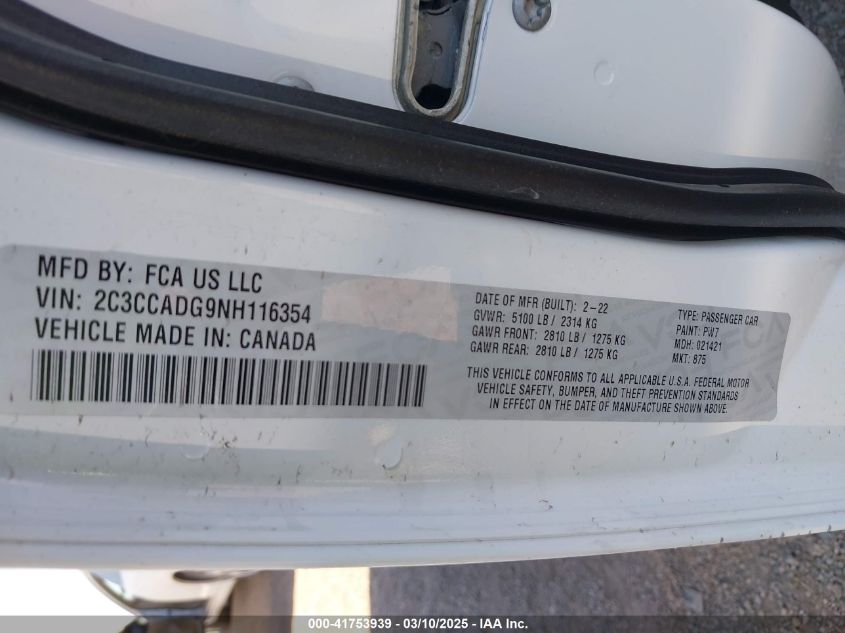 MFD BY: FCA US LLC
VIN: 2C3CCADG9NH116354
VEHICLE MADE IN: CANADA
DATE OF MFR (BUILT): 2-22
GVWR: 5100 LB / 2314 KG
GAWR FRONT: 2810 LB / 1275 KG
GAWR REAR: 2810 LB / 1275 KG
TYPE: PASSENGER CAR
PAINT: PW7
MDH: 021421
MKT: 875
THIS VEHICLE CONFORMS TO ALL APPLICABLE U.S.A. FEDERAL MOTOR
VEHICLE SAFETY, BUMPER, AND THEFT PREVENTION STANDARDS
IN EFFECT ON THE DATE OF MANUFACTURE SHOWN ABOVE.
000-41753939 - 03/10/2025 - IAA Inc.